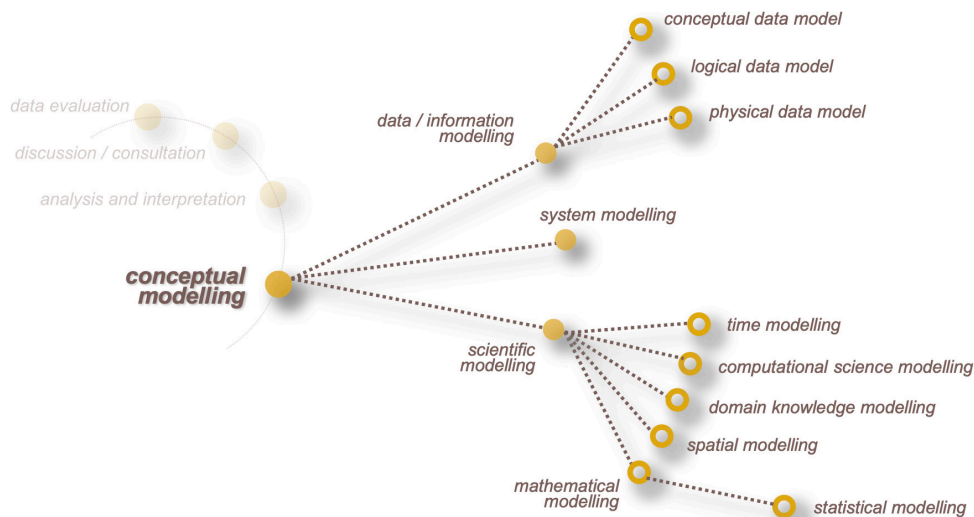 conceptual data model
logical data model
data evaluation
physical data model
data / information
modelling
discussion / consultation
analysis and interpretation
system modelling
conceptual
modelling
time modelling
scientific
modelling
computational science modelling
domain knowledge modelling
spatial modelling
mathematical
modelling
statistical modelling